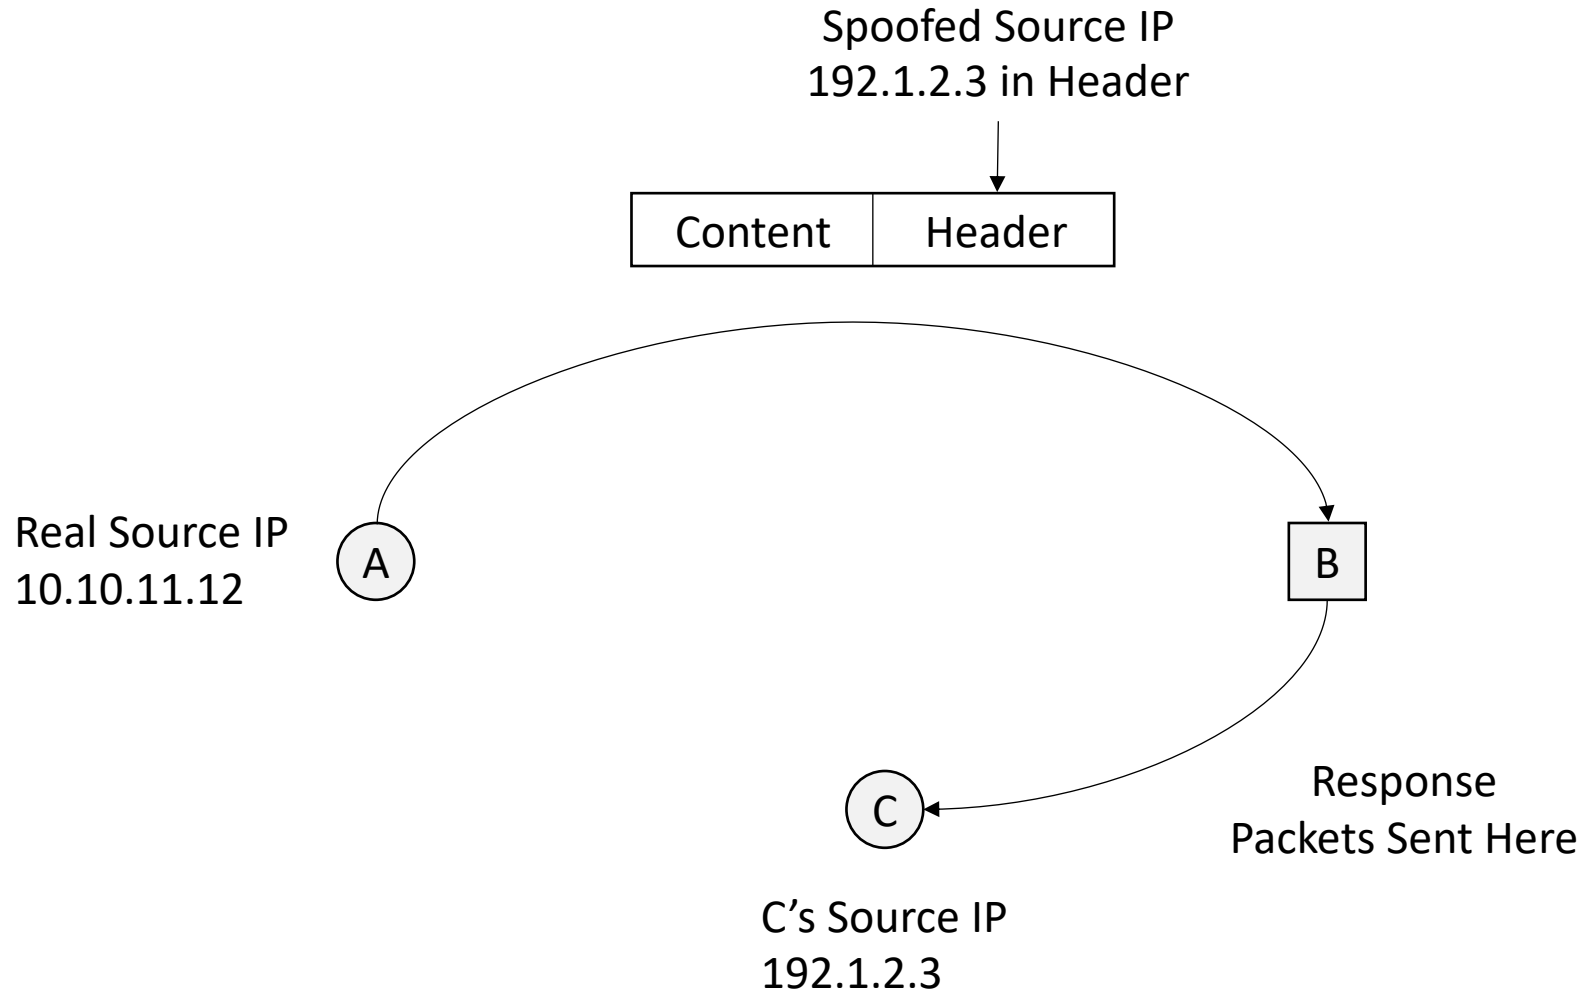 Spoofed Source IP
192.1.2.3 in Header
Content
Header
Real Source IP
10.10.11.12
A
B
C
Response
Packets Sent Here
C’s Source IP
192.1.2.3